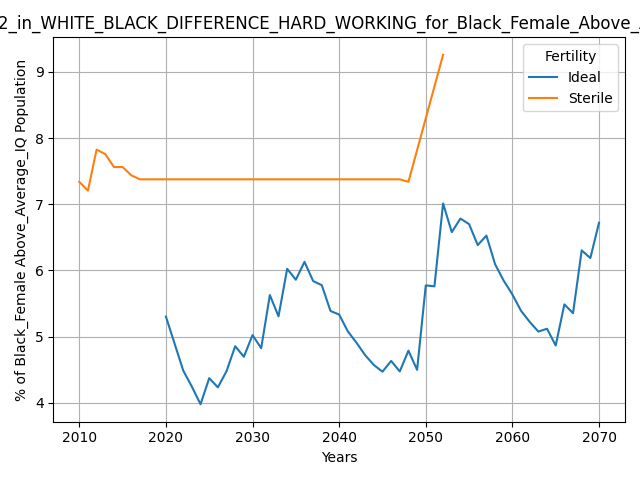 2_in_WHITE_BLACK_DIFFERENCE_HARD_WORKING_for_Black_Female_Above_
Fertility
Ideal
Sterile
% of Black_Female Above_Average_IQ Population
9
8
7
6
5
4
2010 2020 2030 2040 2050 2060 2070
Years